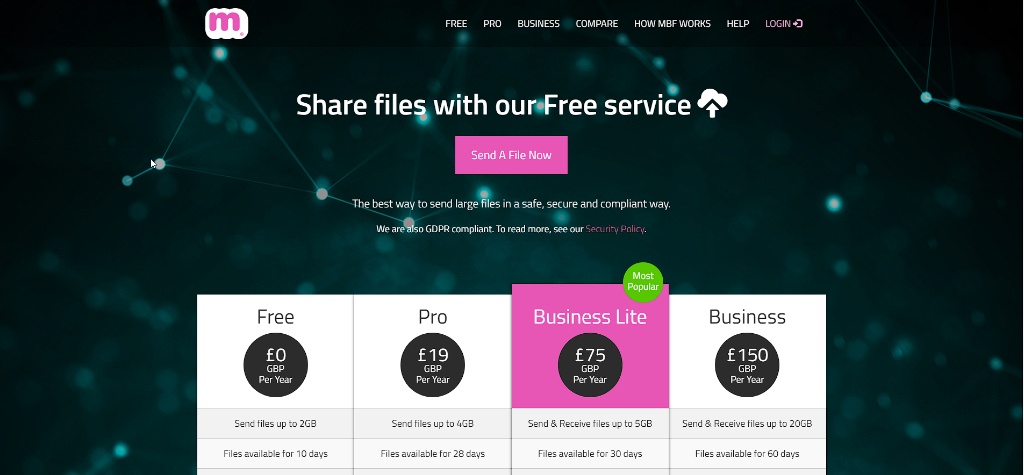 m
FREE PRO BUSINESS COMPARE HOW MBF WORKS HELP LOGIN
Share files with our Free service
Send A File Now
The best way to send large files in a safe, secure and compliant way.
We are also GDPR compliant. To read more, see our Security Policy.
Most
Popular
Free Pro Business Lite Business
£0 £19 £75 £150
GBP GBP GBP GBP
Per Year Per Year Per Year Per Year
Send files up to 2GB Send files up to 4GB Send & Receive files up to 5GB Send & Receive files up to 20GB
Files available for 10 days Files available for 28 days Files available for 30 days Files available for 60 days